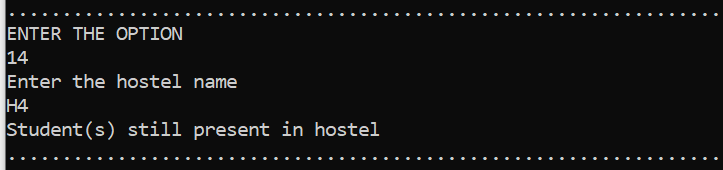 ......................................................................
ENTER THE OPTION
14
Enter the hostel name
H4
Student(s) still present in hostel
......................................................................